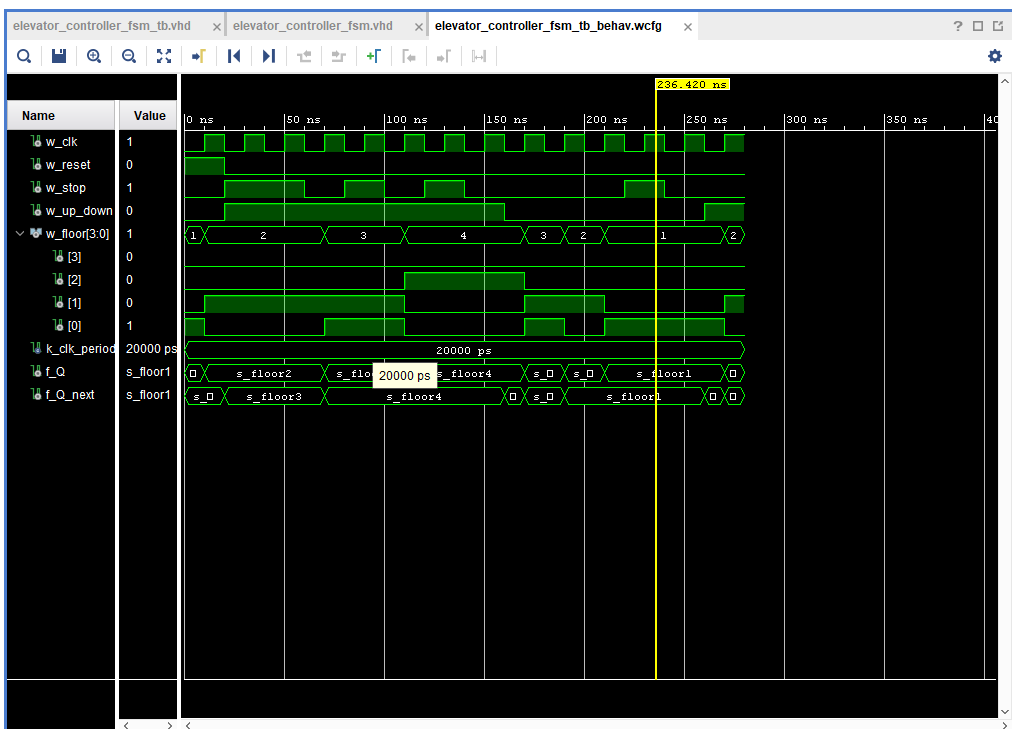 elevator_controller_fsm_tb.vhd × elevator_controller_fsm.vhd × elevator_controller_fsm_tb_behav.wcfg × ?
236.420 ns
Name Value
0 ns 50 ns 100 ns 150 ns 200 ns 250 ns 300 ns 350 ns 40
w_clk 1
w_reset 0
w_stop 1
w_up_down 0
w_floor[3:0] 1 1 2 3 4 3 2 1 2
[3] 0
[2] 0
[1] 0
[0] 1
k_clk_period 20000 ps 20000 ps
f_Q s_floor1 s_floor2 s_floo s_floor4 s_ s_ s_floor1
20000 ps
f_Q_next s_floor1 s_ s_floor3 s_floor4 s_ s_floor1